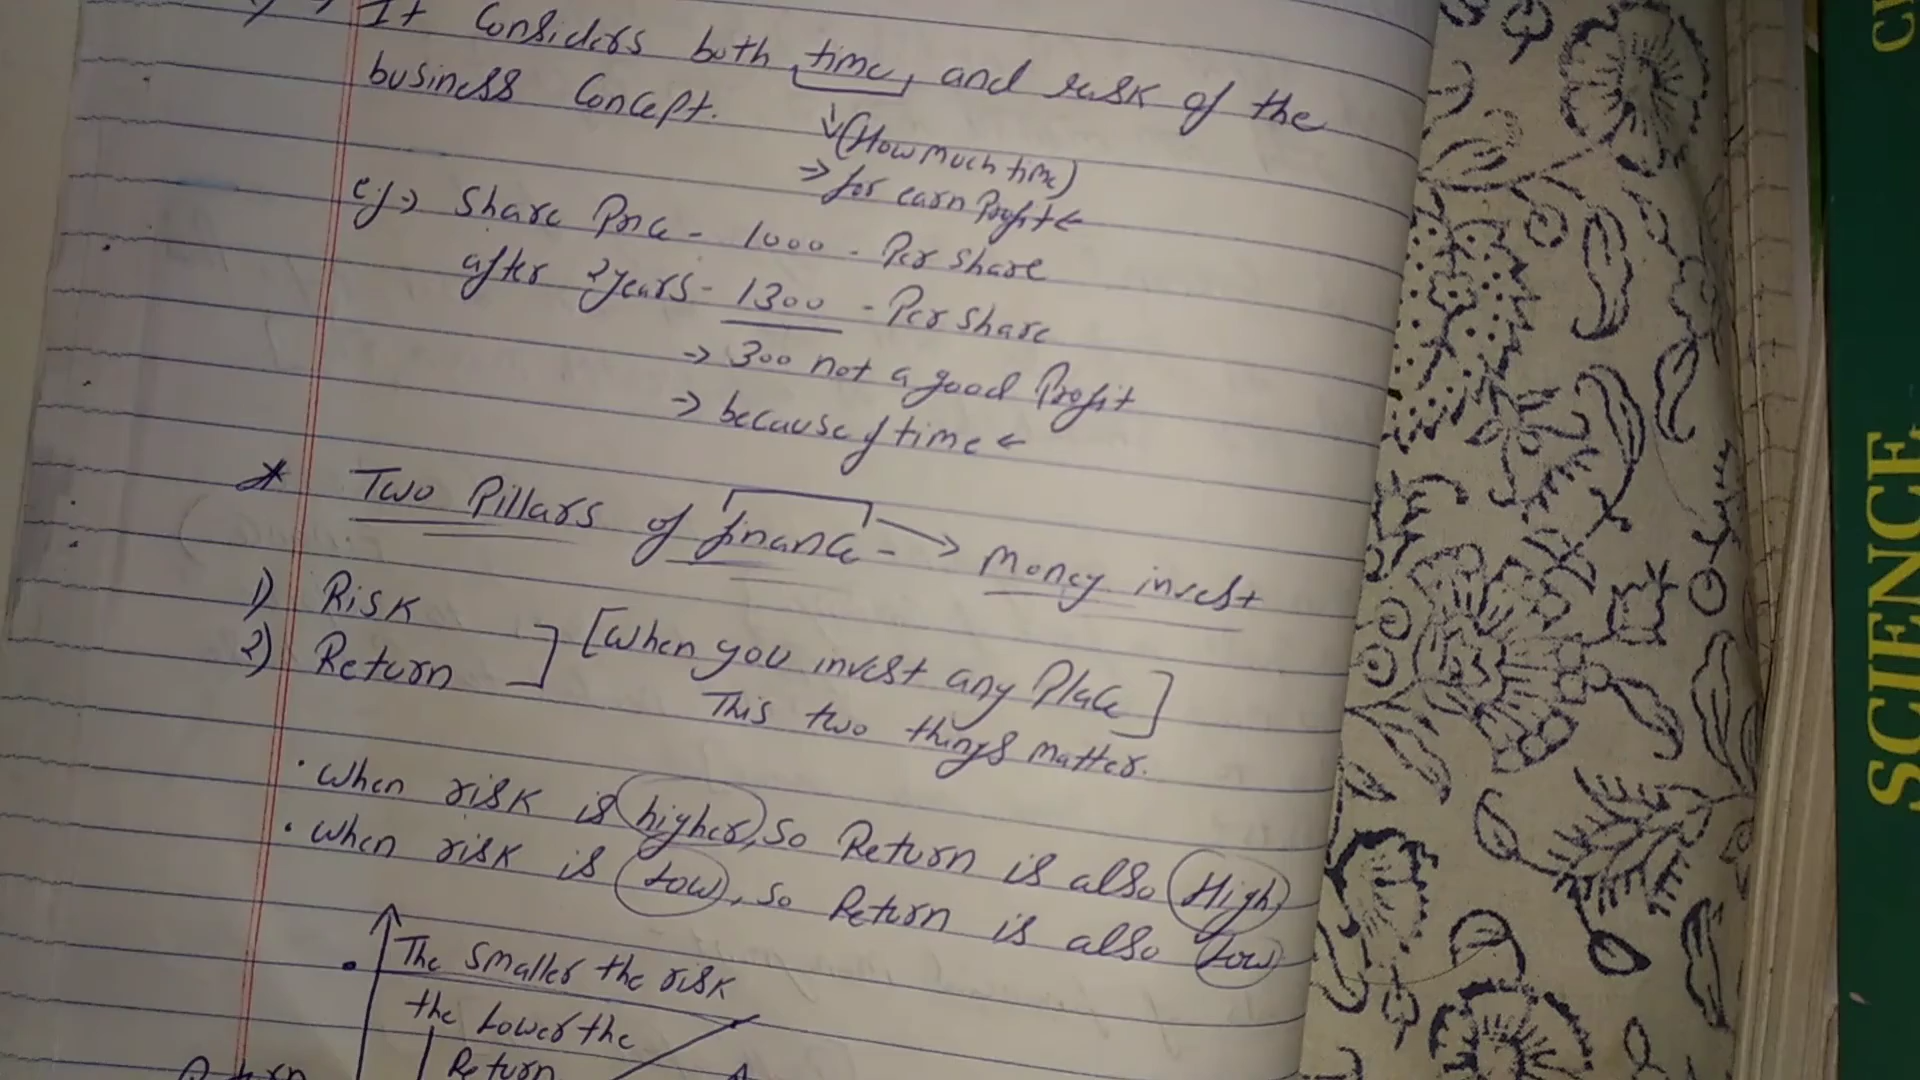 → It Considers both time, and risk of the
business Concept.
↓ (How much time)
⇒ for earn Profit ←
eg → Share Price - 1000 - Per share
after 2 years - 1300 - Per share
→ 300 not a good Profit
→ because of time ←
* Two Pillars of finance - → Money invest
1) Risk
2) Return
[When you invest any Place]
This two things matter.
· When risk is higher, so Return is also High
· When risk is Low, so Return is also Low
• The smaller the risk
the Lower the
Return
SCIENCE